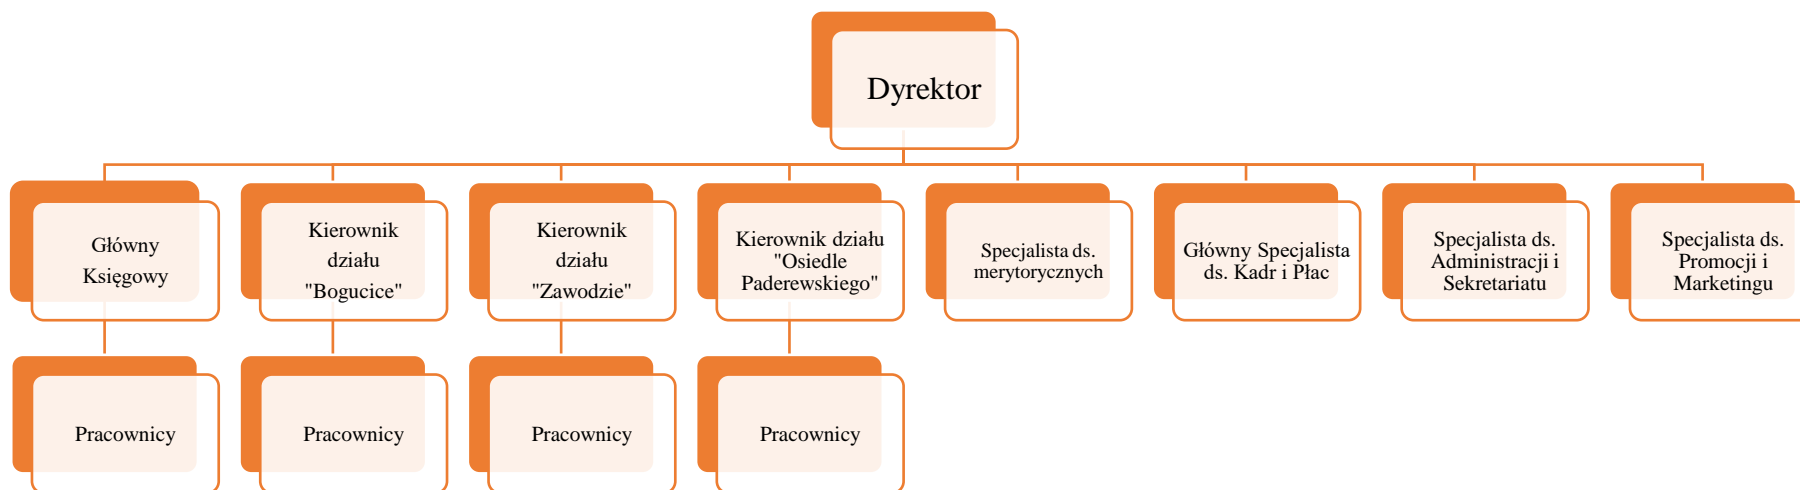 Dyrektor
Główny
Księgowy
Kierownik
działu
"Bogucice"
Kierownik
działu
"Zawodzie"
Kierownik działu
"Osiedle
Paderewskiego"
Specjalista ds.
merytorycznych
Główny Specjalista
ds. Kadr i Płac
Specjalista ds.
Administracji i
Sekretariatu
Specjalista ds.
Promocji i
Marketingu
Pracownicy
Pracownicy
Pracownicy
Pracownicy